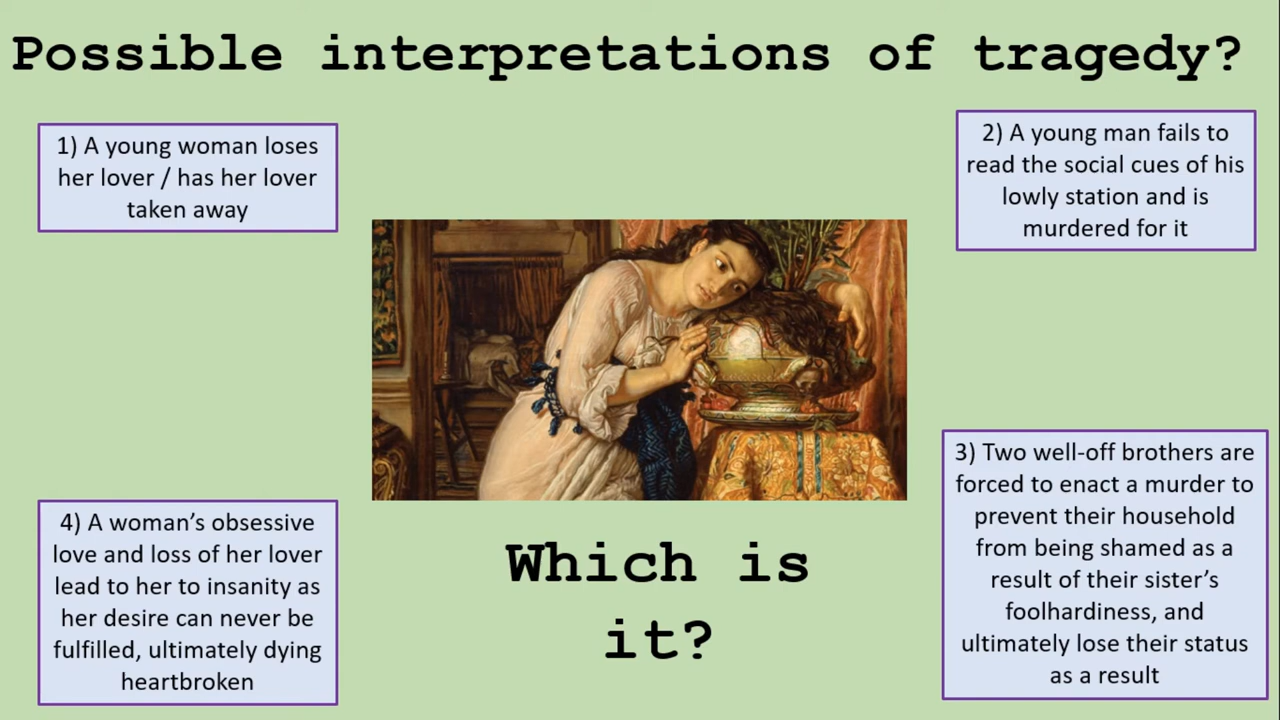 Possible interpretations of tragedy?
1) A young woman loses
her lover / has her lover
taken away
2) A young man fails to
read the social cues of his
lowly station and is
murdered for it
3) Two well-off brothers are
forced to enact a murder to
prevent their household
from being shamed as a
result of their sister’s
foolhardiness, and
ultimately lose their status
as a result
4) A woman’s obsessive
love and loss of her lover
lead to her to insanity as
her desire can never be
fulfilled, ultimately dying
heartbroken
Which is
it?